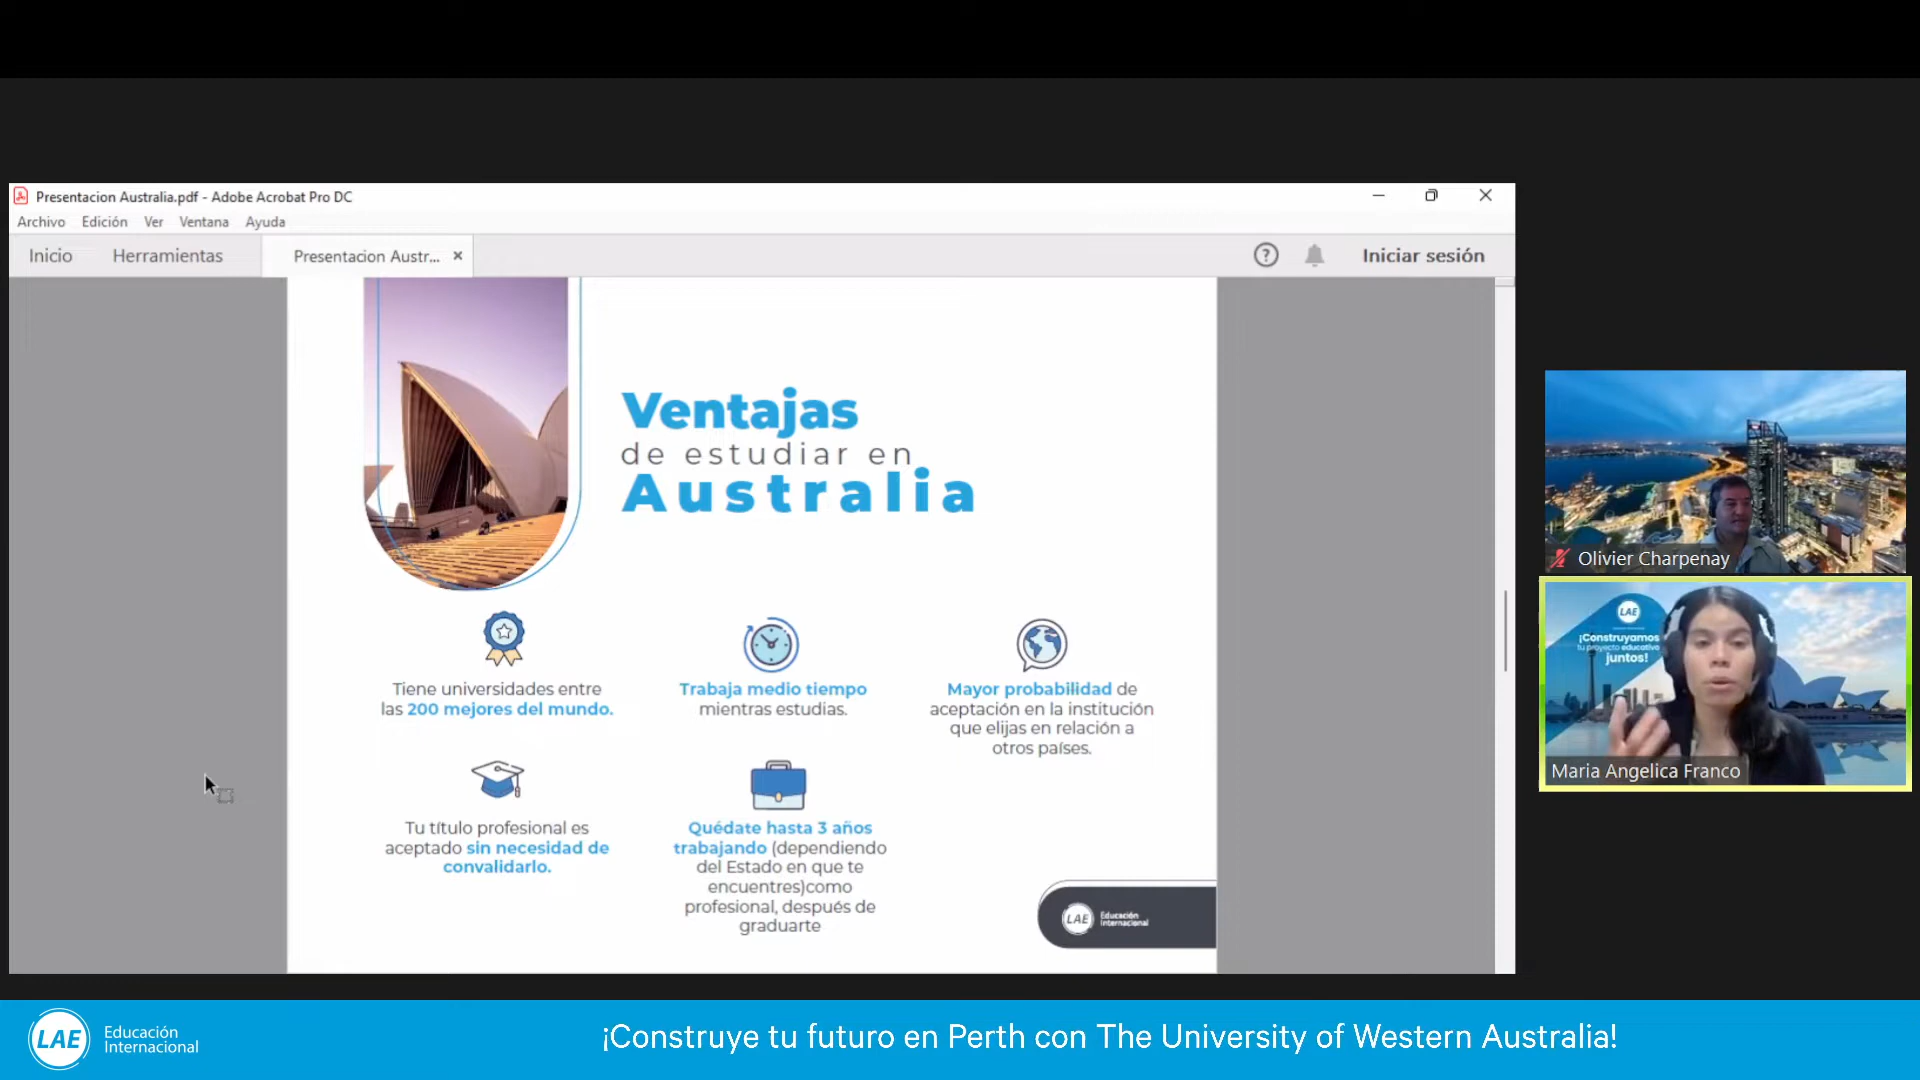 Presentacion Australia.pdf - Adobe Acrobat Pro DC
Archivo Edición Ver Ventana Ayuda
Inicio Herramientas Presentacion Austr... × ? Iniciar sesión
Ventajas
de estudiar en
Australia
Tiene universidades entre
las 200 mejores del mundo.
Trabaja medio tiempo
mientras estudias.
Mayor probabilidad de
aceptación en la institución
que elijas en relación a
otros países.
Tu título profesional es
aceptado sin necesidad de
convalidarlo.
Quédate hasta 3 años
trabajando (dependiendo
del Estado en que te
encuentres)como
profesional, después de
graduarte
LAE Educación
Internacional
Olivier Charpenay
LAE
¡Construyamos
tu proyecto educativo
juntos!
Maria Angelica Franco
LAE Educación
Internacional
¡Construye tu futuro en Perth con The University of Western Australia!